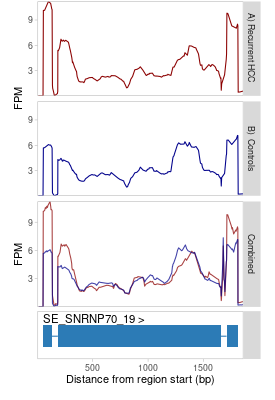 9
6
3
A) Recurrent HCC
FPM
9
6
3
B) Controls
9
6
3
Combined
FPM
SE_SNRNP70_19 >
500 1000 1500
Distance from region start (bp)